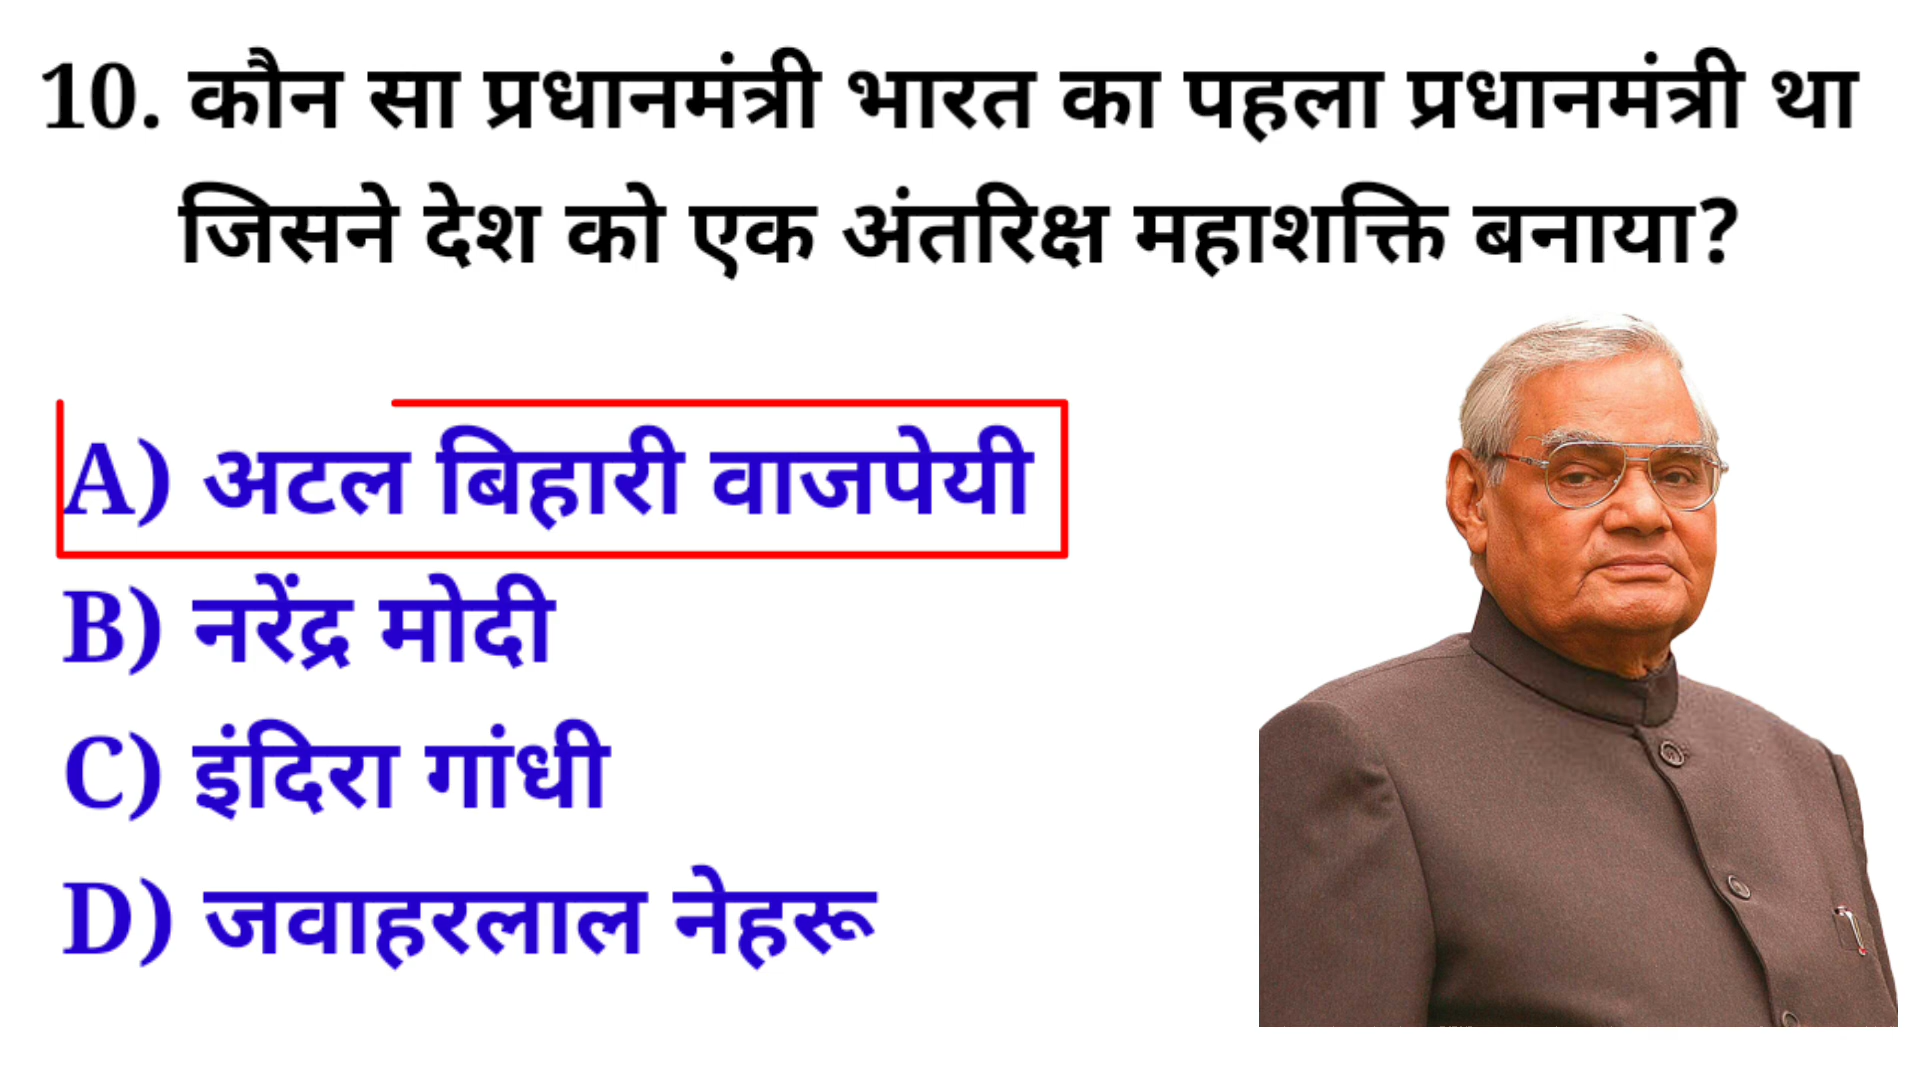 10. कौन सा प्रधानमंत्री भारत का पहला प्रधानमंत्री था
जिसने देश को एक अंतरिक्ष महाशक्ति बनाया?
A) अटल बिहारी वाजपेयी
B) नरेंद्र मोदी
C) इंदिरा गांधी
D) जवाहरलाल नेहरू